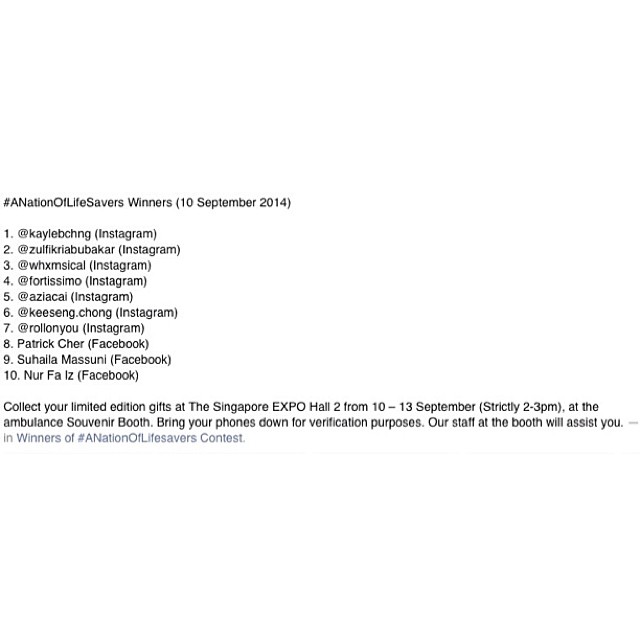 #ANationOfLifeSavers Winners (10 September 2014)
1. @kaylebchng (Instagram)
2. @zulfikriabubakar (Instagram)
3. @whxmsical (Instagram)
4. @fortissimo (Instagram)
5. @aziacai (Instagram)
6. @keeseng.chong (Instagram)
7. @rollonyou (Instagram)
8. Patrick Cher (Facebook)
9. Suhaila Massuni (Facebook)
10. Nur Fa Iz (Facebook)
Collect your limited edition gifts at The Singapore EXPO Hall 2 from 10 – 13 September (Strictly 2-3pm), at the
ambulance Souvenir Booth. Bring your phones down for verification purposes. Our staff at the booth will assist you. —
in Winners of #ANationOfLifesavers Contest.